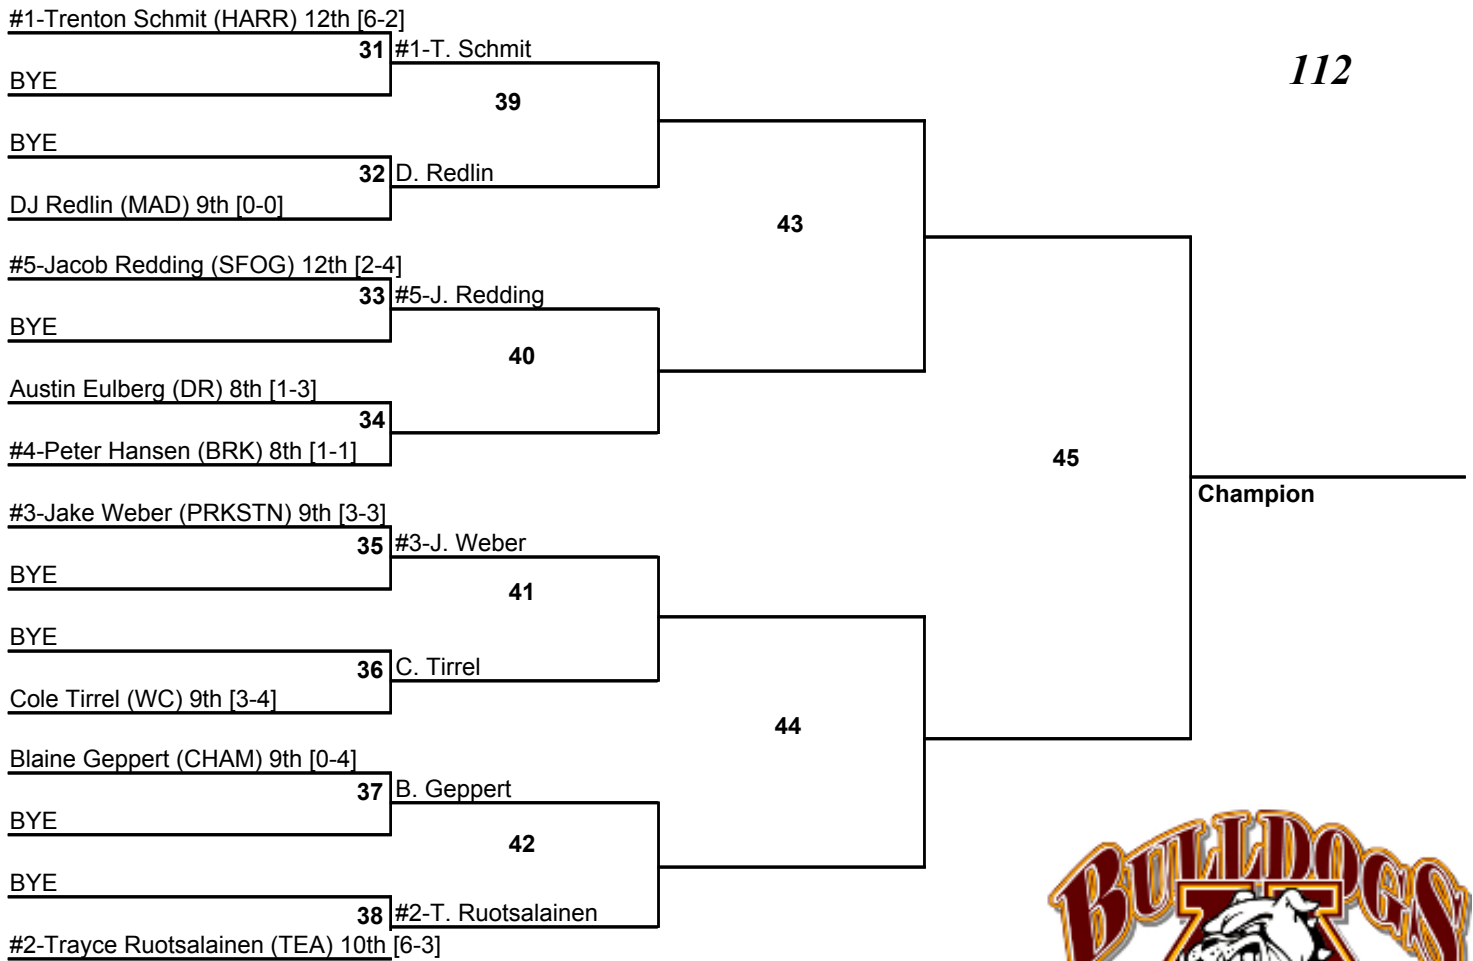 #1-Trenton Schmit (HARR) 12th [6-2]
31 #1-T. Schmit
112
BYE
39
BYE
32 D. Redlin
DJ Redlin (MAD) 9th [0-0]
43
#5-Jacob Redding (SFOG) 12th [2-4]
33 #5-J. Redding
BYE
40
Austin Eulberg (DR) 8th [1-3]
34
#4-Peter Hansen (BRK) 8th [1-1]
45
Champion
#3-Jake Weber (PRKSTN) 9th [3-3]
35 #3-J. Weber
BYE
41
BYE
36 C. Tirrel
Cole Tirrel (WC) 9th [3-4]
44
Blaine Geppert (CHAM) 9th [0-4]
37 B. Geppert
BYE
42
BYE
38 #2-T. Ruotsalainen
#2-Trayce Ruotsalainen (TEA) 10th [6-3]
BULLDOGS